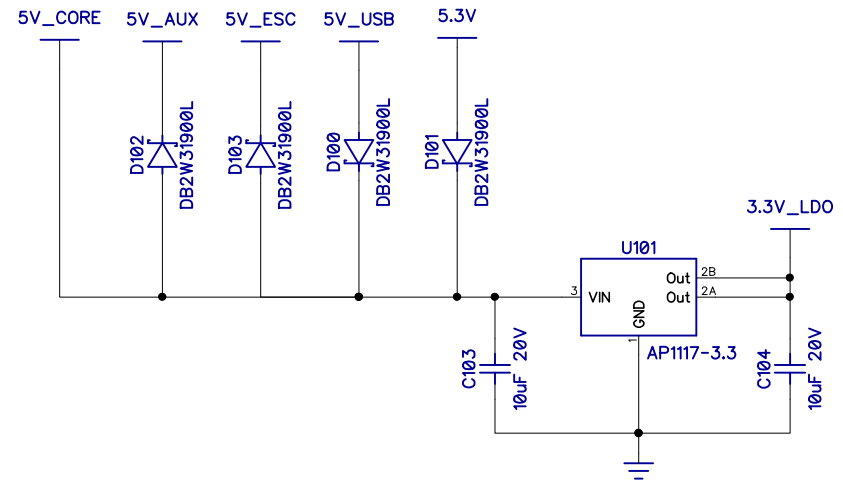 5V_CORE
5V_AUX
5V_ESC
5V_USB
5.3V
D102
DB2W31900L
D103
DB2W31900L
D100
DB2W31900L
D101
DB2W31900L
3.3V_LDO
U101
3
VIN
GND
1
Out
2B
Out
2A
AP1117-3.3
C103
10uF 20V
C104
10uF 20V